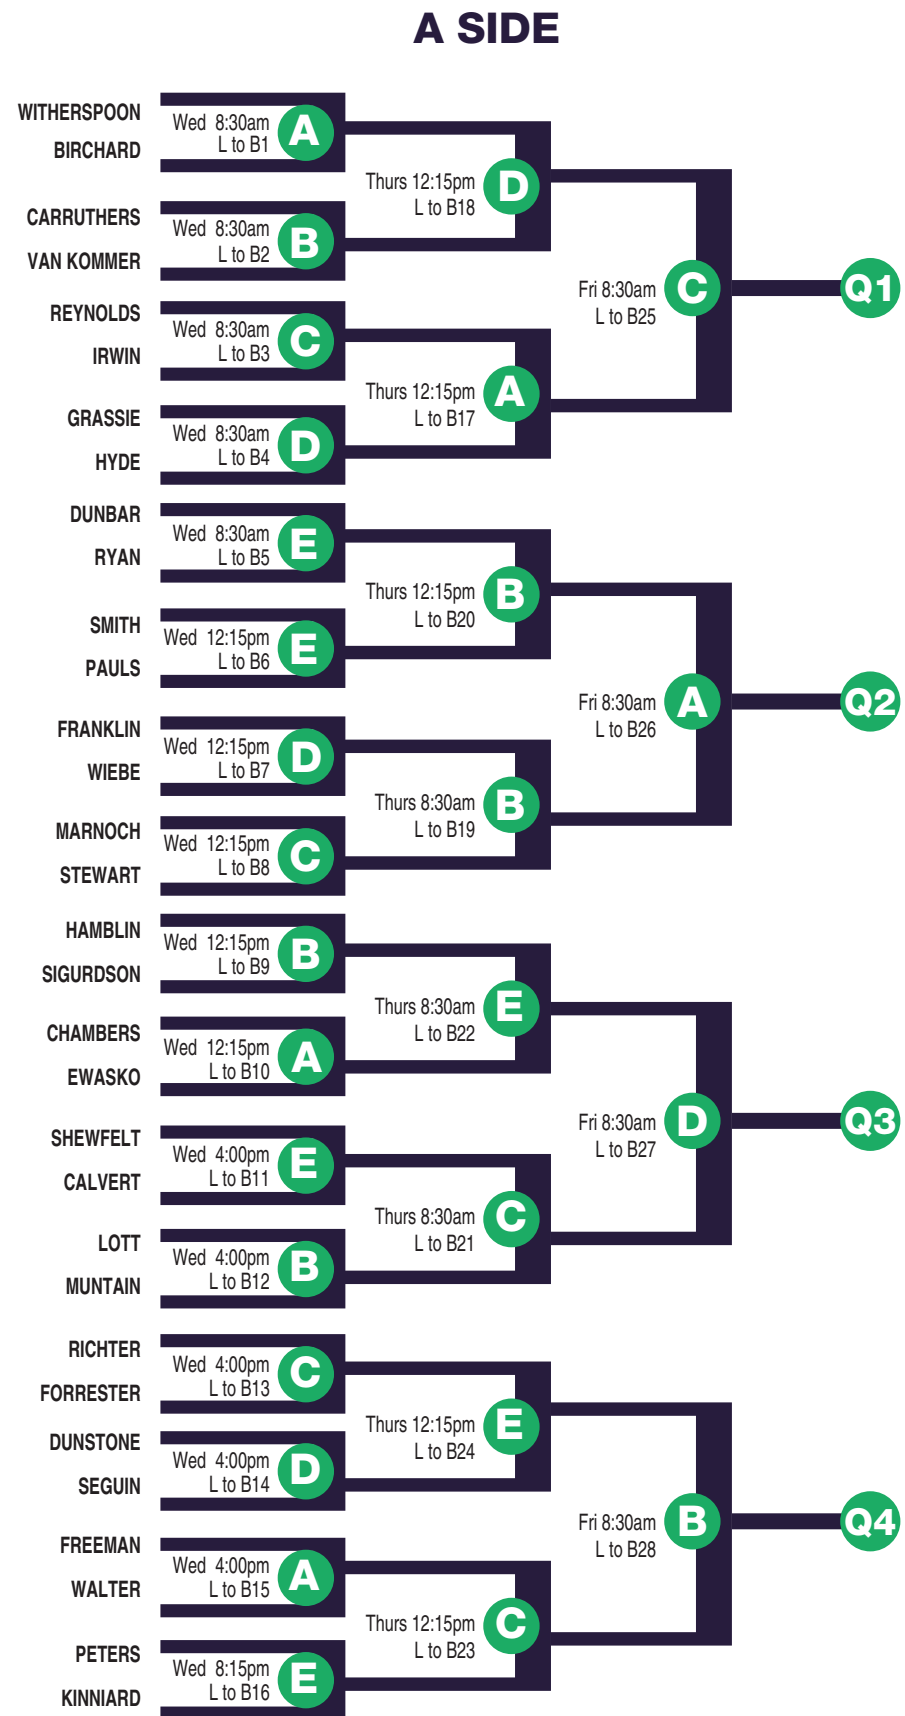 A SIDE
WITHERSPOON
Wed 8:30am
L to B1
A
BIRCHARD
Thurs 12:15pm
L to B18
D
CARRUTHERS
Wed 8:30am
L to B2
B
VAN KOMMER
Fri 8:30am
L to B25
C
Q1
REYNOLDS
Wed 8:30am
L to B3
C
IRWIN
Thurs 12:15pm
L to B17
A
GRASSIE
Wed 8:30am
L to B4
D
HYDE
DUNBAR
Wed 8:30am
L to B5
E
RYAN
Thurs 12:15pm
L to B20
B
SMITH
Wed 12:15pm
L to B6
E
PAULS
Fri 8:30am
L to B26
A
Q2
FRANKLIN
Wed 12:15pm
L to B7
D
WIEBE
Thurs 8:30am
L to B19
B
MARNOCH
Wed 12:15pm
L to B8
C
STEWART
HAMBLIN
Wed 12:15pm
L to B9
B
SIGURDSON
Thurs 8:30am
L to B22
E
CHAMBERS
Wed 12:15pm
L to B10
A
EWASKO
Fri 8:30am
L to B27
D
Q3
SHEWFELT
Wed 4:00pm
L to B11
E
CALVERT
Thurs 8:30am
L to B21
C
LOTT
Wed 4:00pm
L to B12
B
MUNTAIN
RICHTER
Wed 4:00pm
L to B13
C
FORRESTER
Thurs 12:15pm
L to B24
E
DUNSTONE
Wed 4:00pm
L to B14
D
SEGUIN
Fri 8:30am
L to B28
B
Q4
FREEMAN
Wed 4:00pm
L to B15
A
WALTER
Thurs 12:15pm
L to B23
C
PETERS
Wed 8:15pm
L to B16
E
KINNIARD